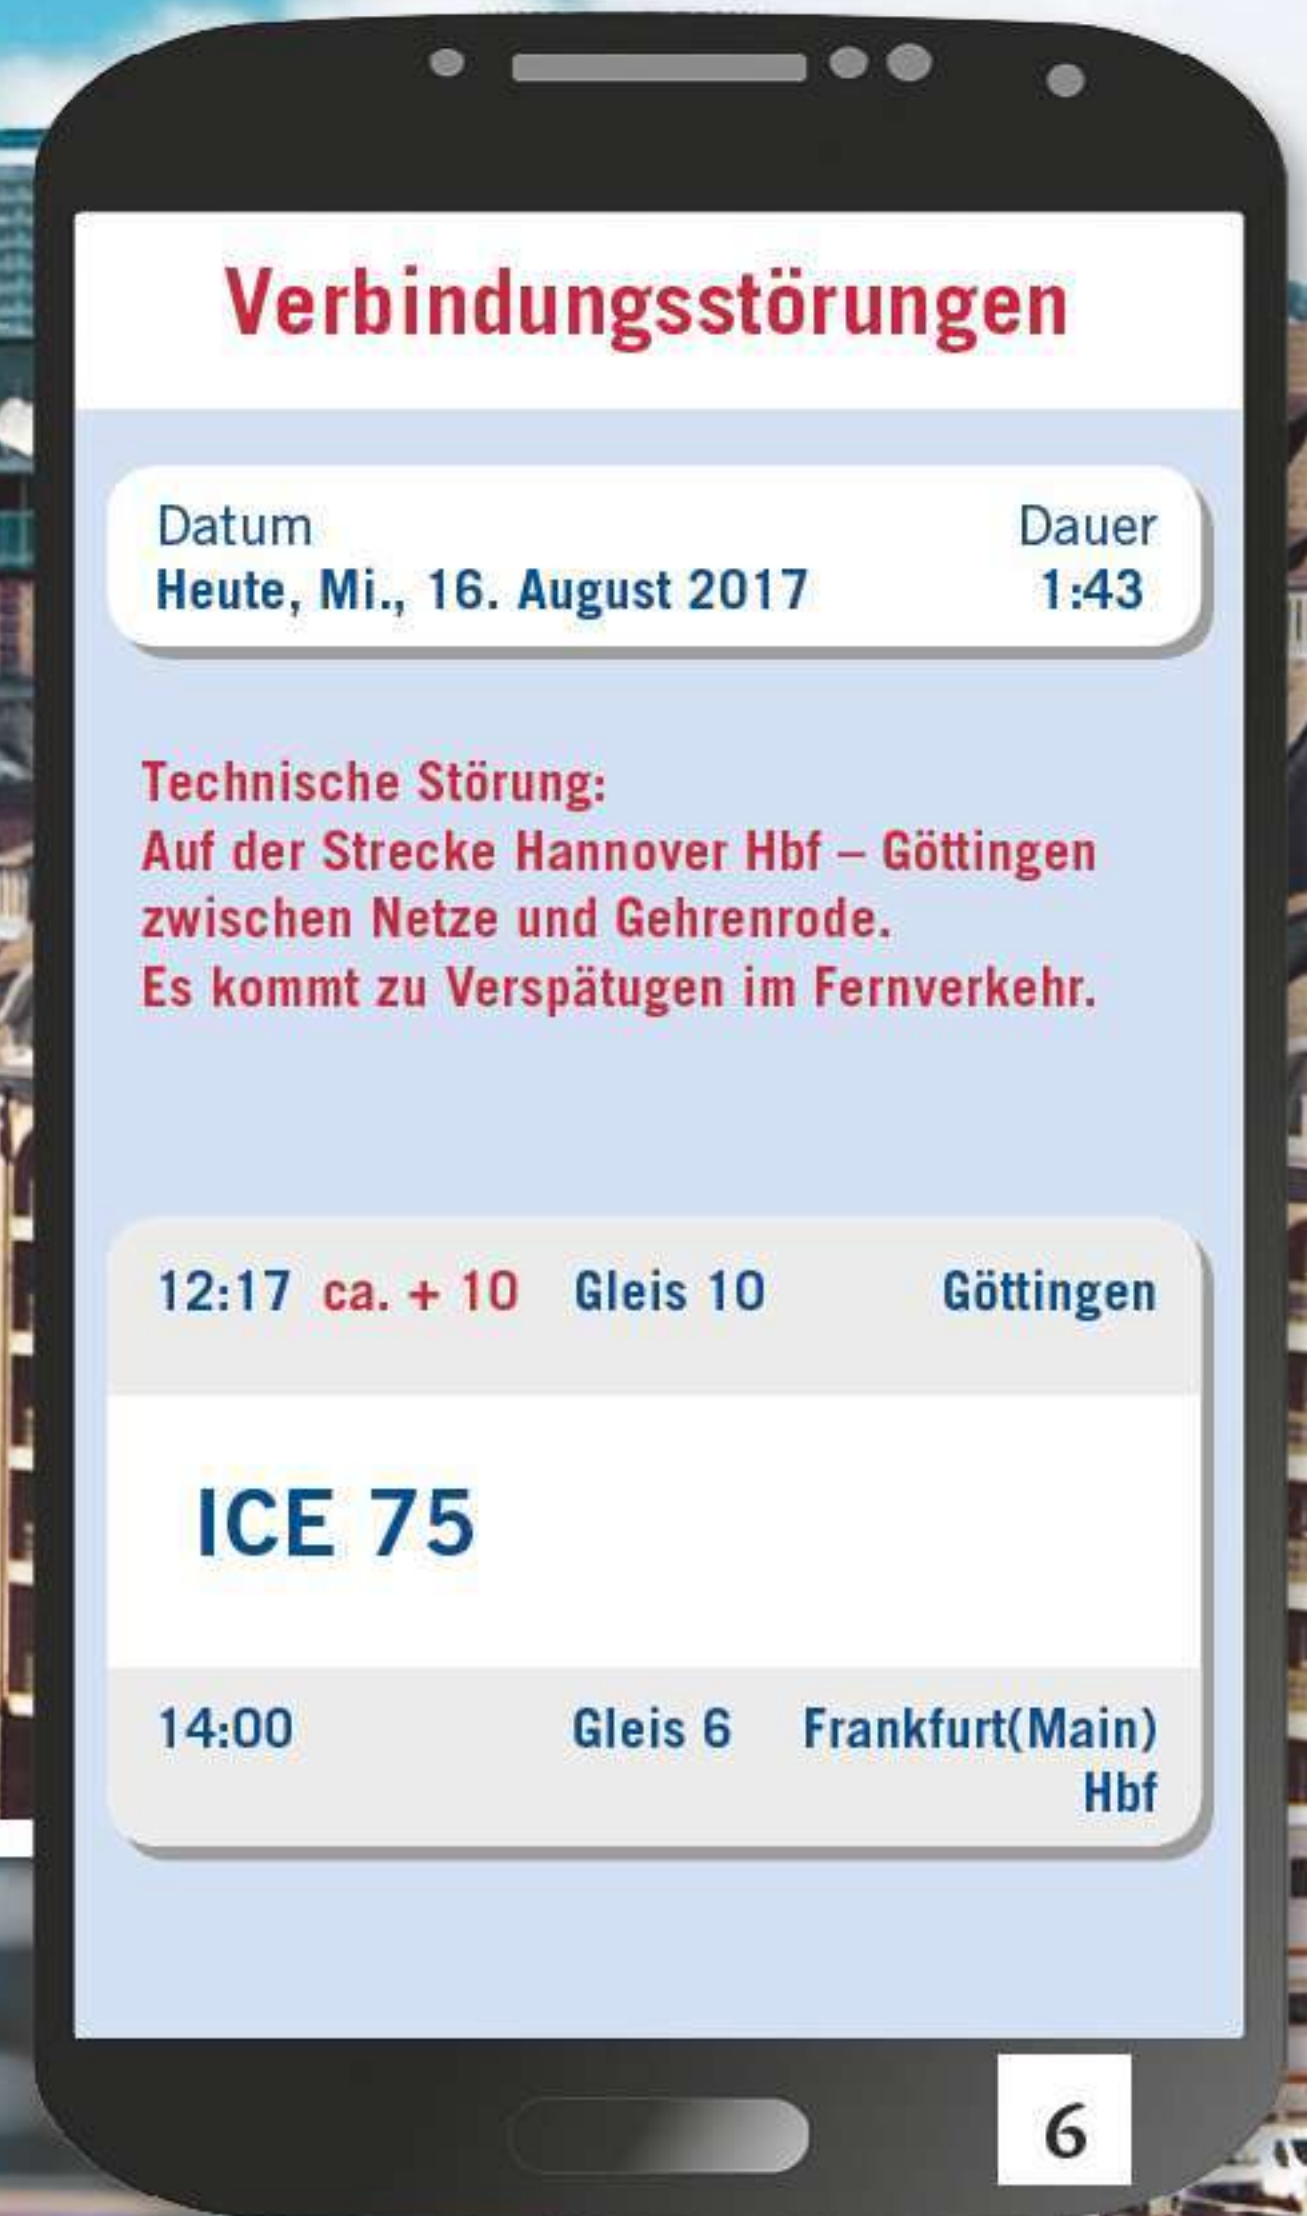 Verbindungsstörungen
Datum Dauer
Heute, Mi., 16. August 2017 1:43
Technische Störung:
Auf der Strecke Hannover Hbf – Göttingen
zwischen Netze und Gehrenrode.
Es kommt zu Verspätugen im Fernverkehr.
12:17 ca. + 10 Gleis 10 Göttingen
ICE 75
14:00 Gleis 6 Frankfurt(Main)
Hbf
6